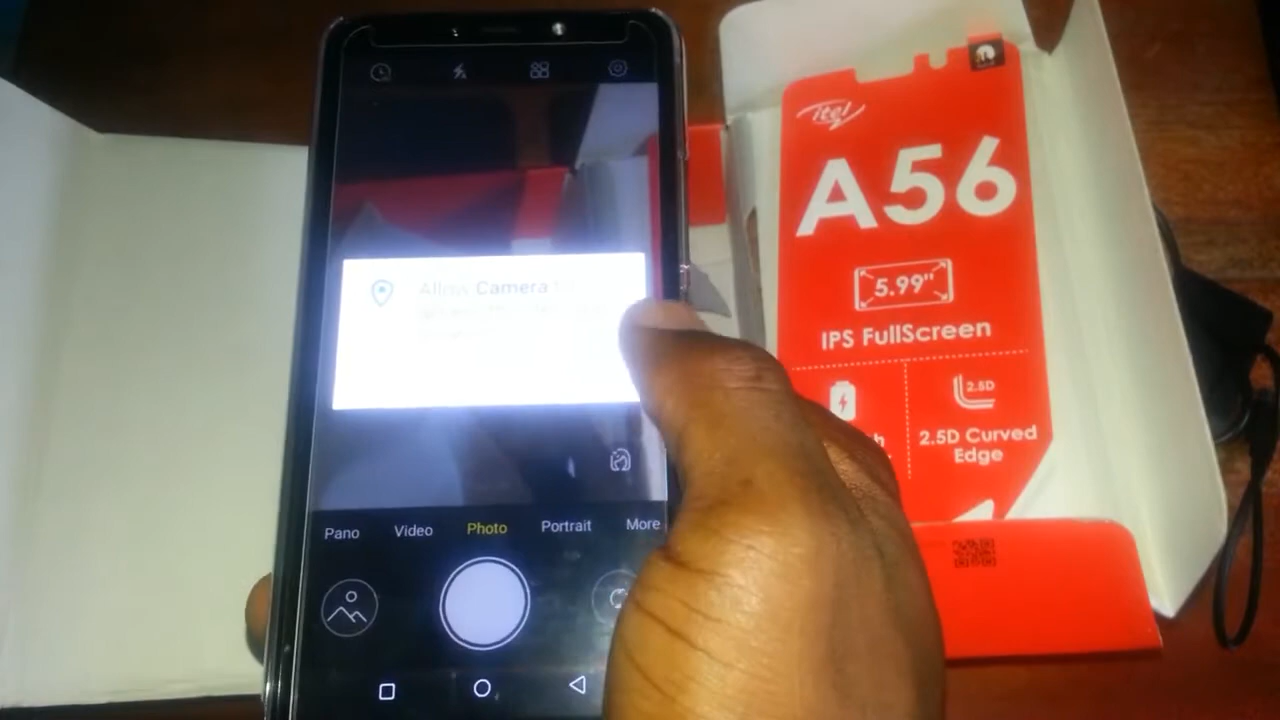 Allow Camera
Pano Video Photo Portrait More
itel
A56
5.99"
IPS FullScreen
2.5D
2.5D Curved
Edge